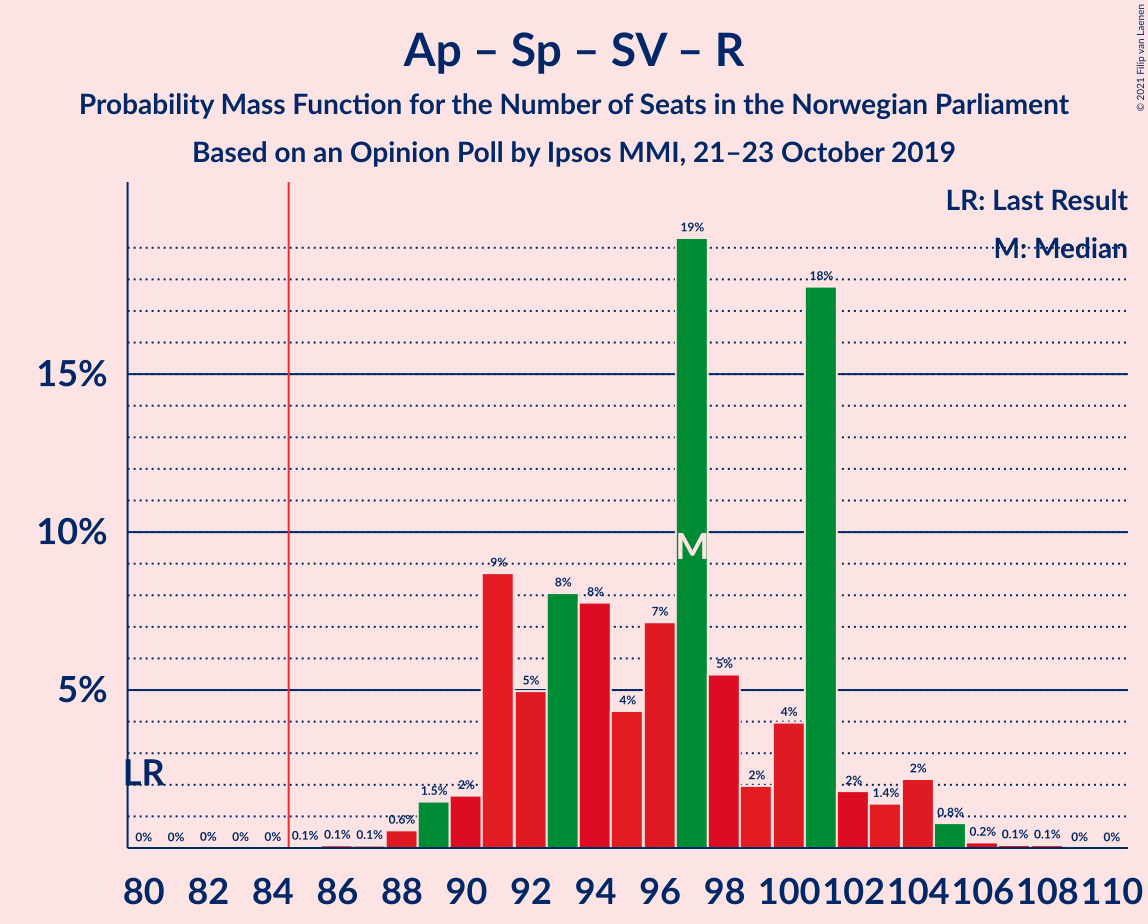 Ap – Sp – SV – R
Probability Mass Function for the Number of Seats in the Norwegian Parliament
Based on an Opinion Poll by Ipsos MMI, 21–23 October 2019
© 2021 Filip van Laenen
LR: Last Result
M: Median
15%
10%
5%
LR
M
0% 0% 0% 0% 0% 0.1% 0.1% 0.1% 0.6% 1.5% 2% 9% 5% 8% 8% 4% 7% 19% 5% 2% 4% 18% 2% 1.4% 2% 0.8% 0.2% 0.1% 0.1% 0% 0%
80 82 84 86 88 90 92 94 96 98 100 102 104 106 108 110